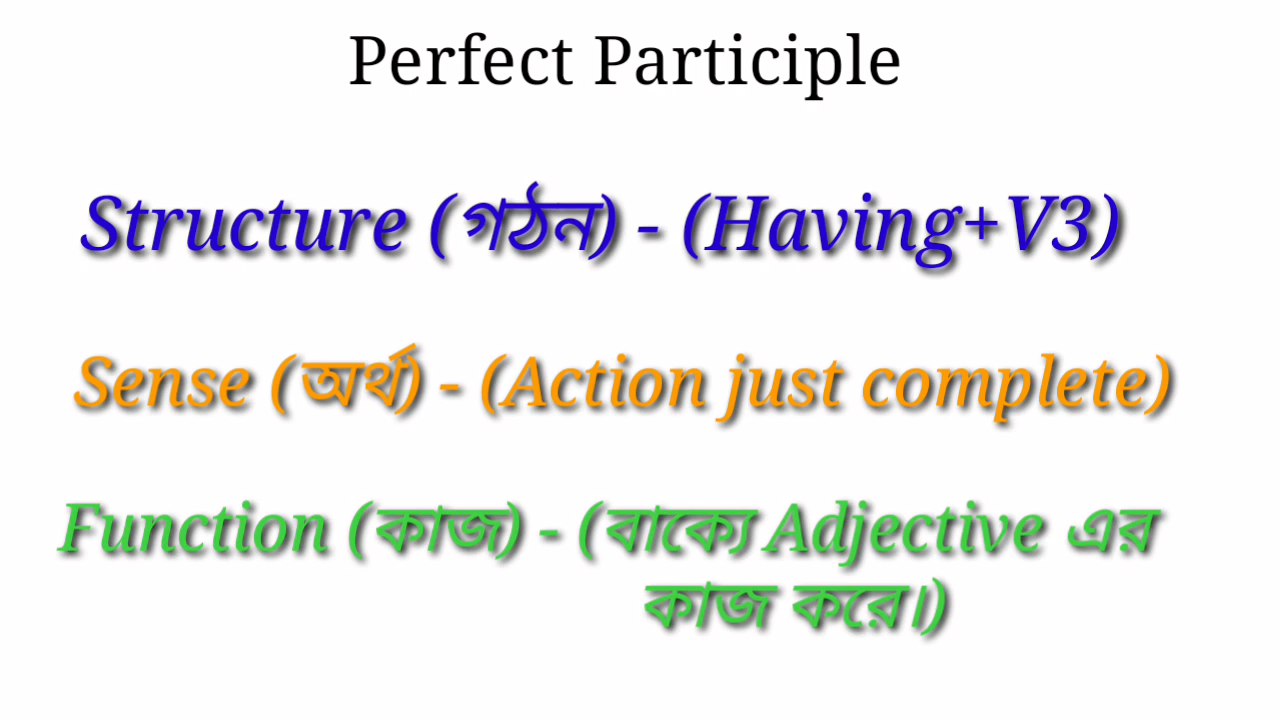 Perfect Participle
Structure (গঠন) - (Having+V3)
Sense (অর্থ) - (Action just complete)
Function (কাজ) - (বাক্যে Adjective এর
কাজ করে।)